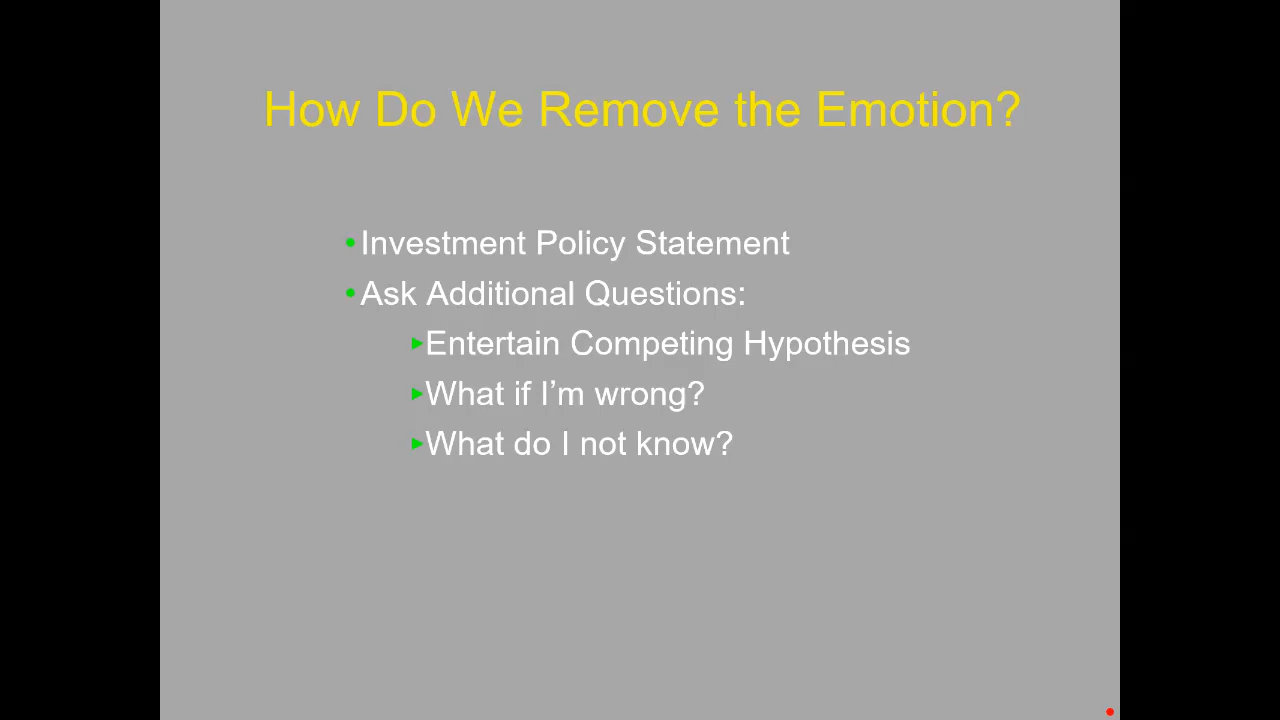 How Do We Remove the Emotion?
•Investment Policy Statement
•Ask Additional Questions:
►Entertain Competing Hypothesis
►What if I’m wrong?
►What do I not know?